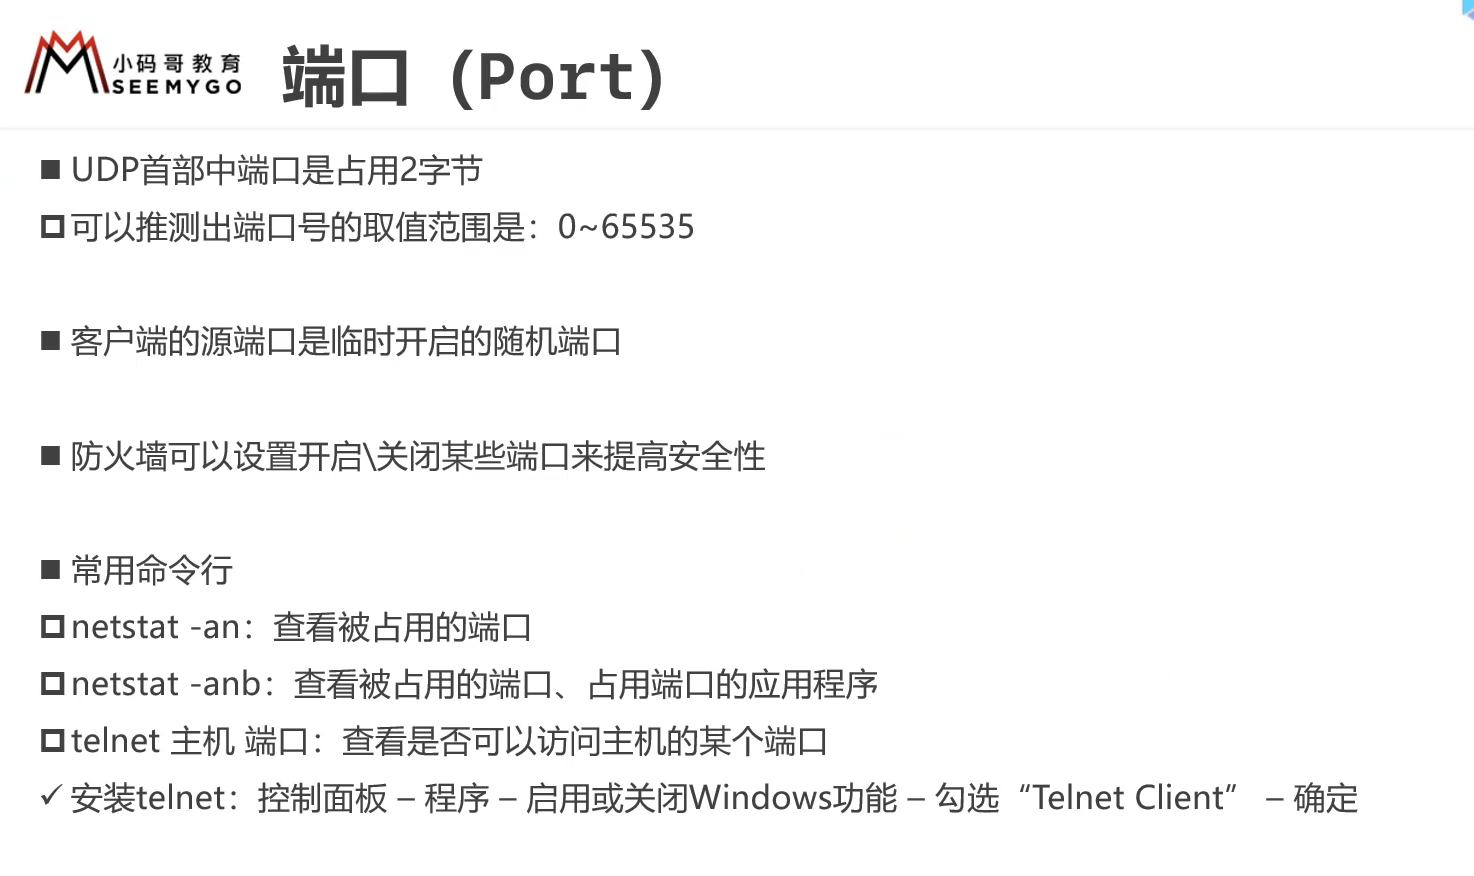 小码哥教育
SEEMYGO
端口（Port）
■ UDP首部中端口是占用2字节
可以推测出端口号的取值范围是：0~65535
■ 客户端的源端口是临时开启的随机端口
■ 防火墙可以设置开启\关闭某些端口来提高安全性
■ 常用命令行
netstat -an：查看被占用的端口
netstat -anb：查看被占用的端口、占用端口的应用程序
telnet 主机 端口：查看是否可以访问主机的某个端口
✓ 安装telnet：控制面板 – 程序 – 启用或关闭Windows功能 – 勾选“Telnet Client” – 确定